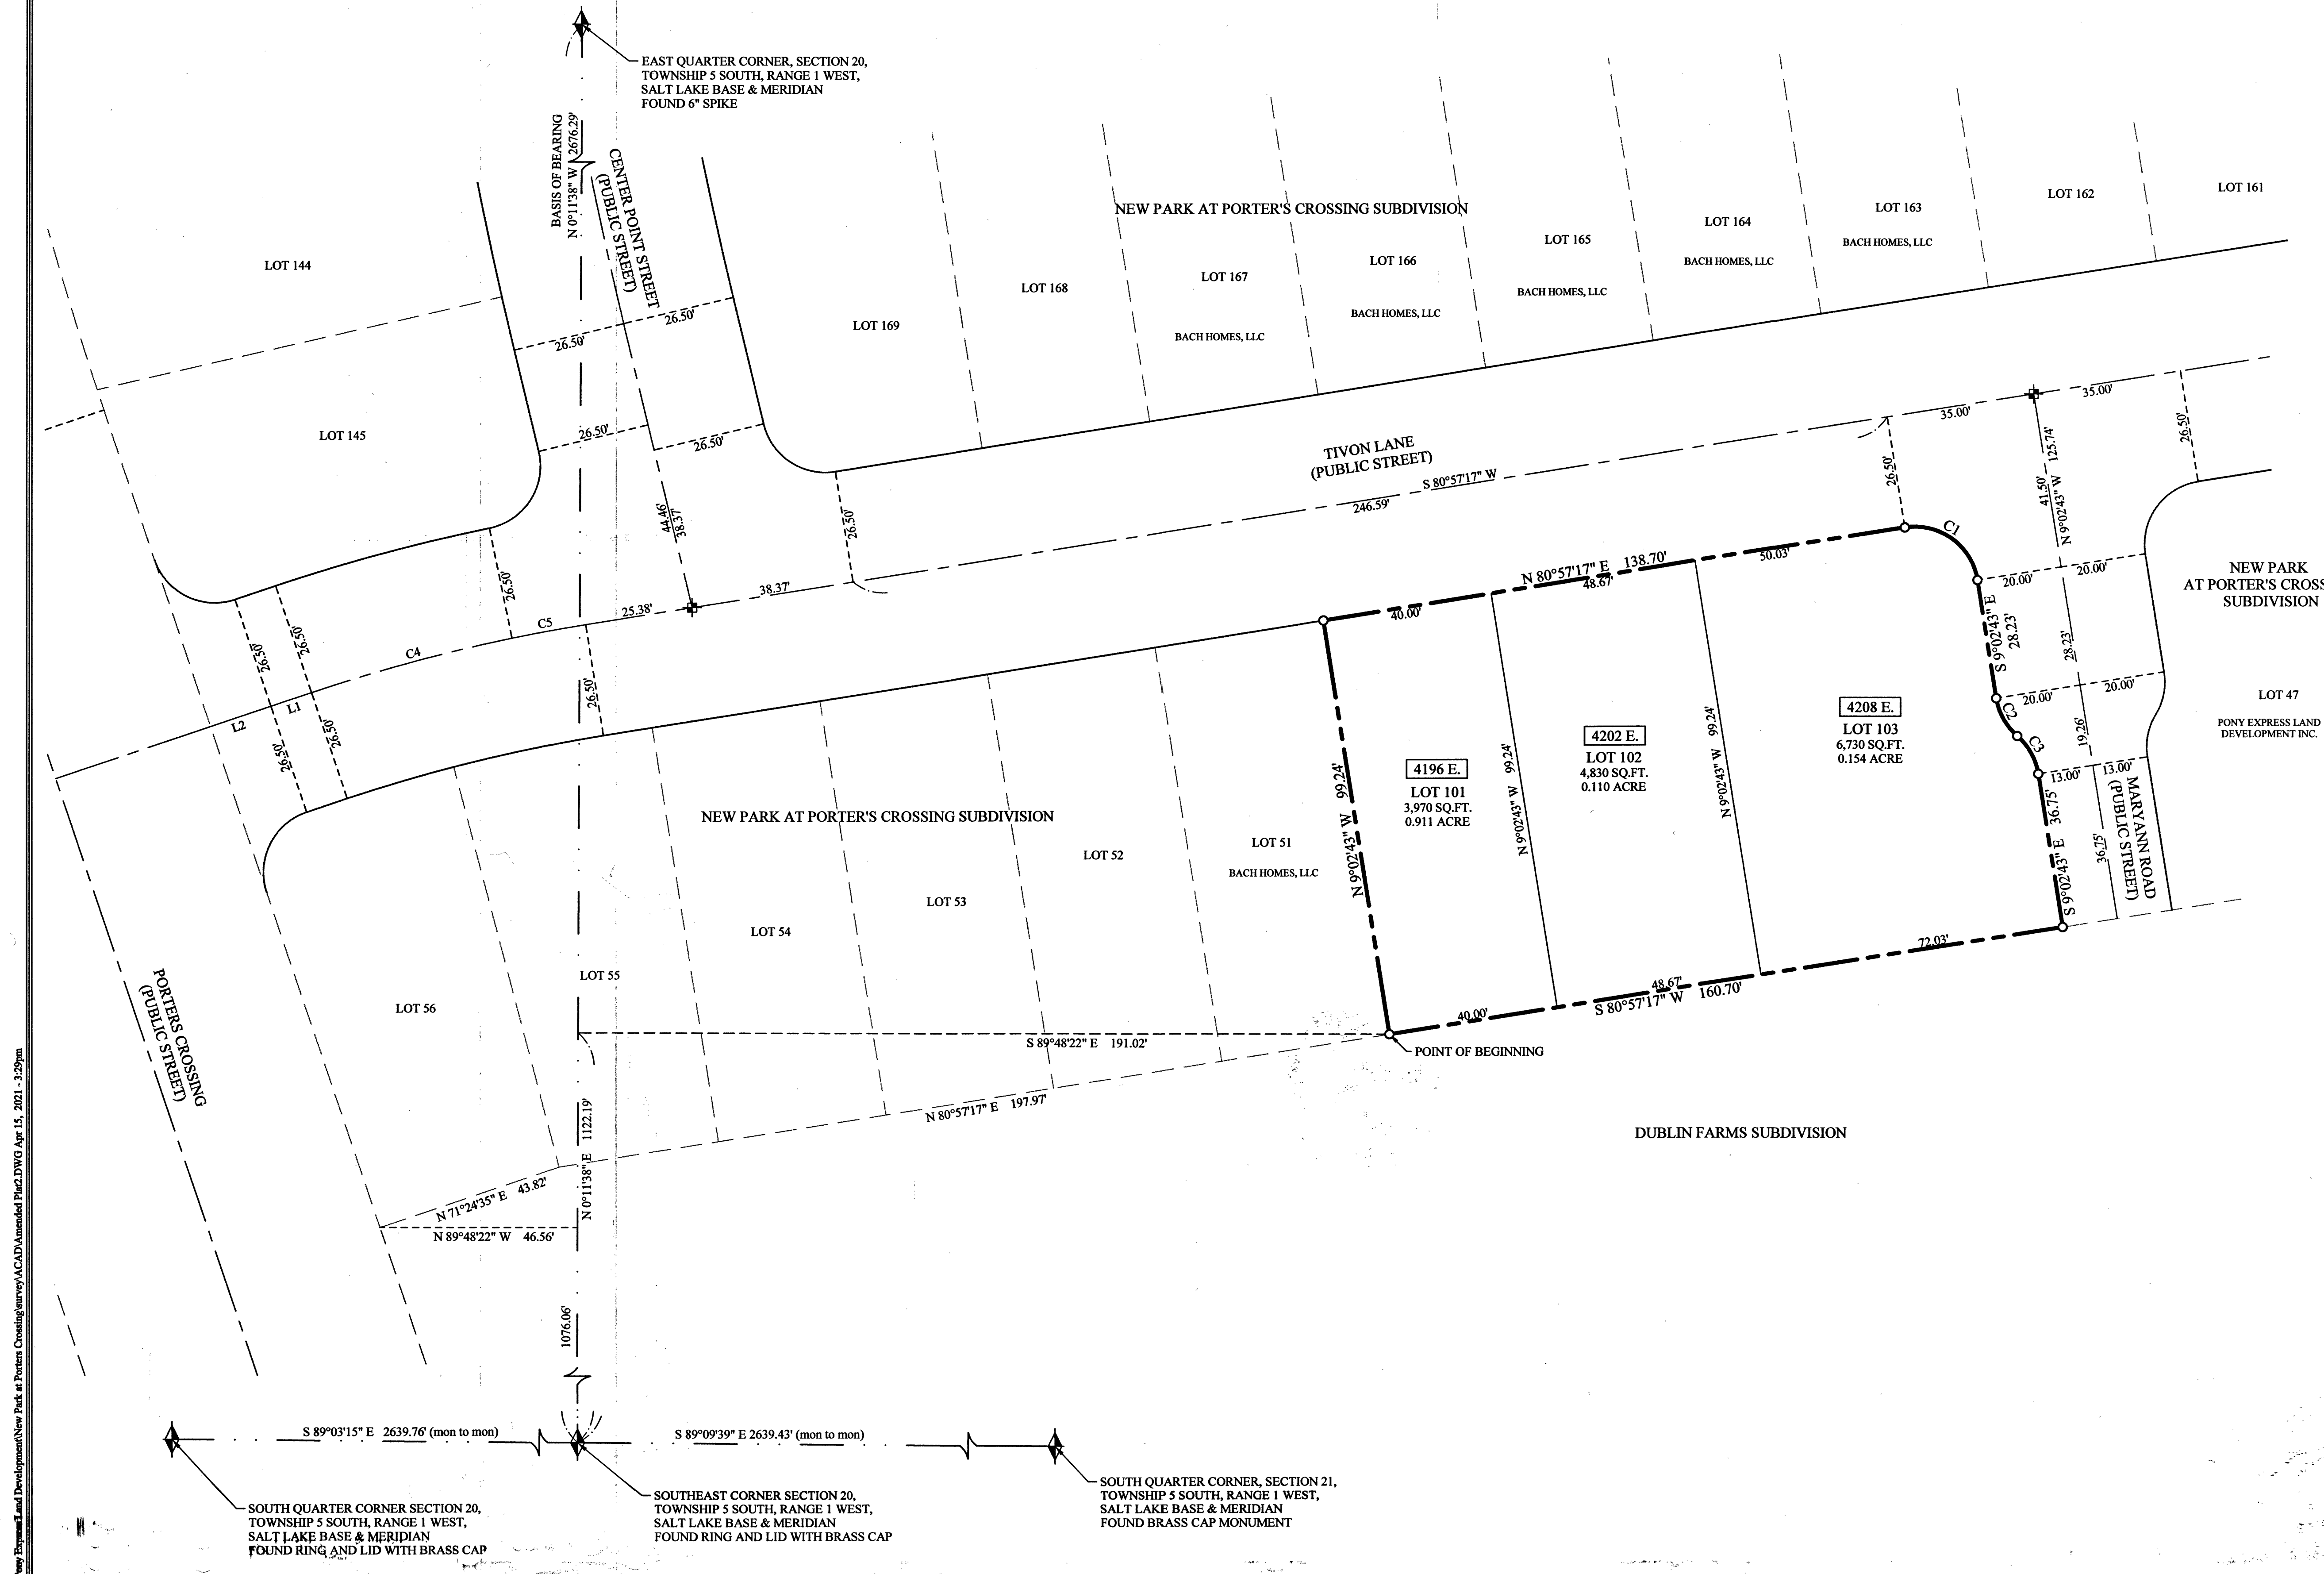 EAST QUARTER CORNER, SECTION 20,
TOWNSHIP 5 SOUTH, RANGE 1 WEST,
SALT LAKE BASE & MERIDIAN
FOUND 6" SPIKE
BASIS OF BEARING
N 0°11'38" W 2676.29'
CENTER POINT STREET
(PUBLIC STREET)
NEW PARK AT PORTER'S CROSSING SUBDIVISION
LOT 161
LOT 162
LOT 163
BACH HOMES, LLC
LOT 164
BACH HOMES, LLC
LOT 165
BACH HOMES, LLC
LOT 166
BACH HOMES, LLC
LOT 167
BACH HOMES, LLC
LOT 168
LOT 169
LOT 144
LOT 145
26.50'
26.50'
26.50'
26.50'
44.46'
38.37'
26.50'
26.50'
38.37'
25.38'
C5
C4
26.50'
26.50'
26.50'
L1
L2
26.50'
26.50'
TIVON LANE
(PUBLIC STREET)
S 80°57'17" W
246.59'
35.00'
35.00'
26.50'
26.50'
41.50'
N 9°02'43" W 125.74'
C1
20.00'
20.00'
N 80°57'17" E 138.70'
40.00'
48.67'
50.03'
S 9°02'43" E
28.23'
28.23'
20.00'
20.00'
C2
C3
19.26'
13.00'
13.00'
S 9°02'43" E 36.75'
36.75'
MARYANN ROAD
(PUBLIC STREET)
NEW PARK
AT PORTER'S CROSS
SUBDIVISION
LOT 47
PONY EXPRESS LAND
DEVELOPMENT INC.
4208 E.
LOT 103
6,730 SQ.FT.
0.154 ACRE
4202 E.
LOT 102
4,830 SQ.FT.
0.110 ACRE
4196 E.
LOT 101
3,970 SQ.FT.
0.911 ACRE
N 9°02'43" W 99.24'
N 9°02'43" W 99.24'
N 9°02'43" W 99.24'
NEW PARK AT PORTER'S CROSSING SUBDIVISION
LOT 51
BACH HOMES, LLC
LOT 52
LOT 53
LOT 54
LOT 55
LOT 56
72.03'
48.67'
S 80°57'17" W 160.70'
40.00'
POINT OF BEGINNING
S 89°48'22" E 191.02'
N 80°57'17" E 197.97'
DUBLIN FARMS SUBDIVISION
PORTERS CROSSING
(PUBLIC STREET)
N 0°11'38" E 1122.19'
N 71°24'35" E 43.82'
N 89°48'22" W 46.56'
1076.06'
S 89°03'15" E 2639.76' (mon to mon)
S 89°09'39" E 2639.43' (mon to mon)
SOUTH QUARTER CORNER SECTION 20,
TOWNSHIP 5 SOUTH, RANGE 1 WEST,
SALT LAKE BASE & MERIDIAN
FOUND RING AND LID WITH BRASS CAP
SOUTHEAST CORNER SECTION 20,
TOWNSHIP 5 SOUTH, RANGE 1 WEST,
SALT LAKE BASE & MERIDIAN
FOUND RING AND LID WITH BRASS CAP
SOUTH QUARTER CORNER, SECTION 21,
TOWNSHIP 5 SOUTH, RANGE 1 WEST,
SALT LAKE BASE & MERIDIAN
FOUND BRASS CAP MONUMENT
Land Development\New Park at Porters Crossing\survey\ACAD\Amended Plat2.DWG Apr 15, 2021 - 3:29pm